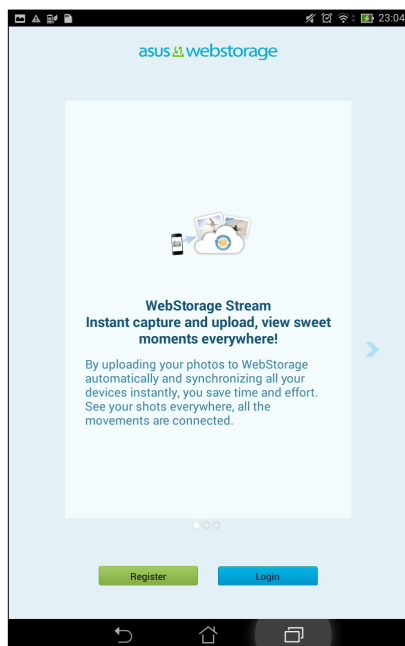 23:04
asus webstorage
WebStorage Stream
Instant capture and upload, view sweet
moments everywhere!
By uploading your photos to WebStorage
automatically and synchronizing all your
devices instantly, you save time and effort.
See your shots everywhere, all the
movements are connected.
Register Login